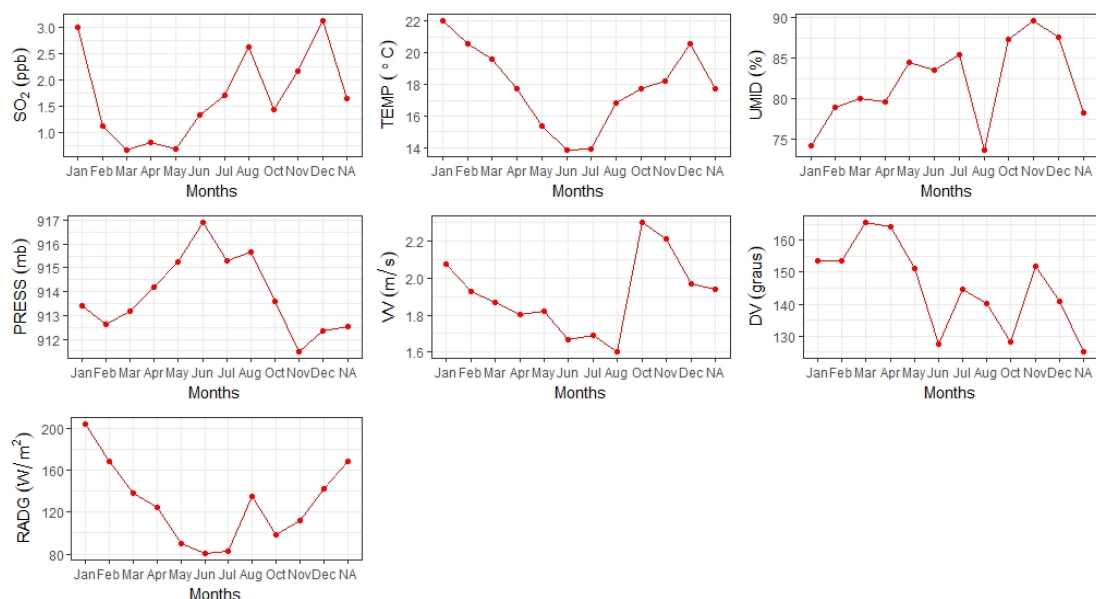 SO₂ (ppb)
3.0
2.5
2.0
1.5
1.0
Jan Feb Mar Apr May Jun Jul Aug Oct Nov Dec NA
Months
TEMP (°C)
22
20
18
16
14
Jan Feb Mar Apr May Jun Jul Aug Oct Nov Dec NA
Months
UMID (%)
90
85
80
75
Jan Feb Mar Apr May Jun Jul Aug Oct Nov Dec NA
Months
PRESS (mb)
917
916
915
914
913
912
Jan Feb Mar Apr May Jun Jul Aug Oct Nov Dec NA
Months
VV (m/s)
2.2
2.0
1.8
1.6
Jan Feb Mar Apr May Jun Jul Aug Oct Nov Dec NA
Months
DV (graus)
160
150
140
130
Jan Feb Mar Apr May Jun Jul Aug Oct Nov Dec NA
Months
RADG (W/m²)
200
160
120
80
Jan Feb Mar Apr May Jun Jul Aug Oct Nov Dec NA
Months